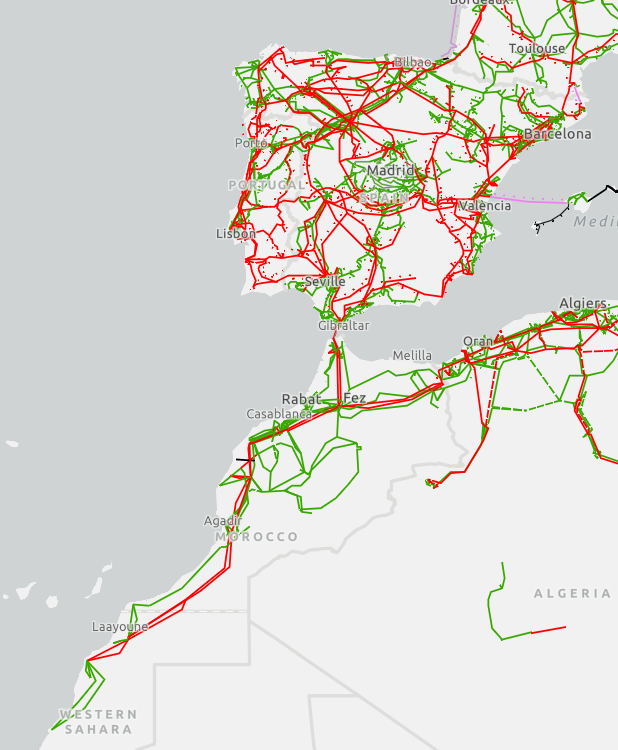 Bordeaux
Toulouse
Bilbao
Barcelona
Porto
Madrid
PORTUGAL
SPAIN
Valencia
Medi
Lisbon
Seville
Algiers
Gibraltar
Oran
Melilla
Rabat
Fez
Casablanca
Agadir
MOROCCO
ALGERIA
Laayoune
WESTERN
SAHARA